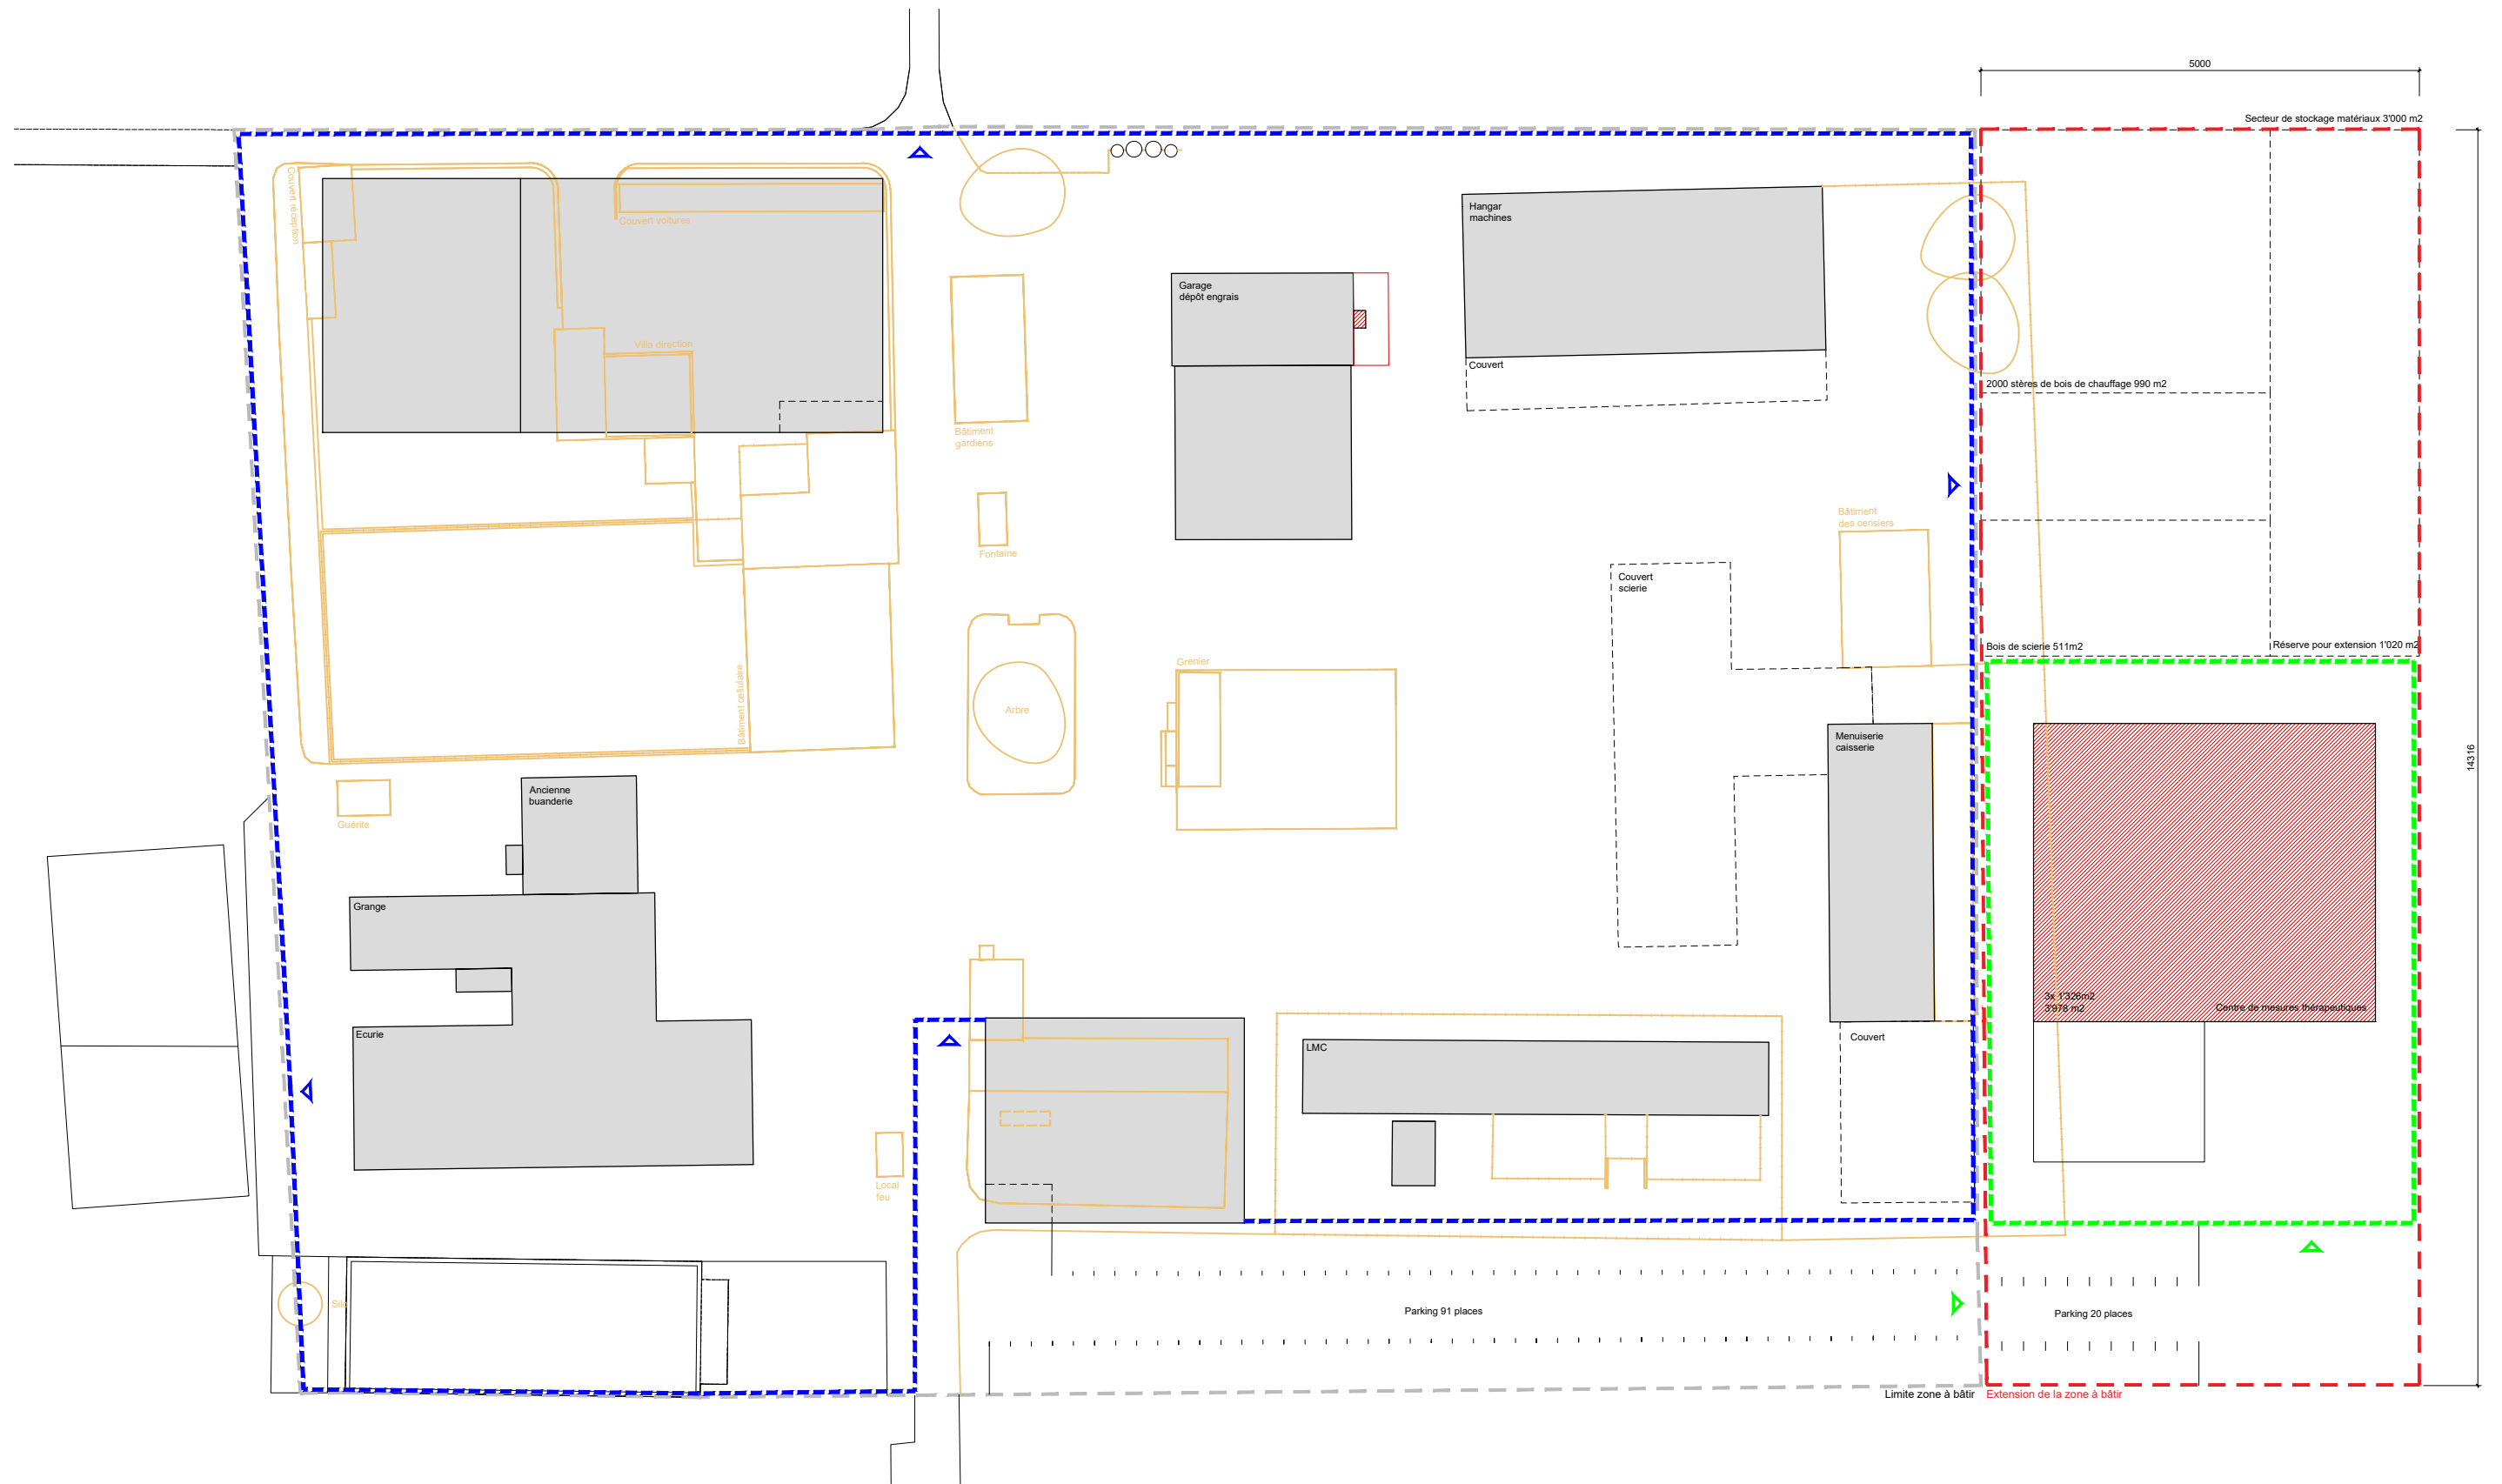 5000
Secteur de stockage matériaux 3'000 m2
Couvert réception
Couvert voitures
Hangar
machines
Garage
dépôt engrais
Villa direction
Couvert
2000 stères de bois de chauffage 990 m2
Bâtiment
gardiens
Bâtiment
des cerisiers
Fontaine
Couvert
scierie
Bois de scierie 511m2
Réserve pour extension 1'020 m2
Grenier
Bâtiment cellulaire
Arbre
Menuiserie
caisserie
14316
Ancienne
buanderie
Guérite
Grange
3x 1'326m2
3'978 m2
Centre de mesures thérapeutiques
Ecurie
LMC
Couvert
Local
feu
Silo
Parking 91 places
Parking 20 places
Limite zone à bâtir
Extension de la zone à bâtir